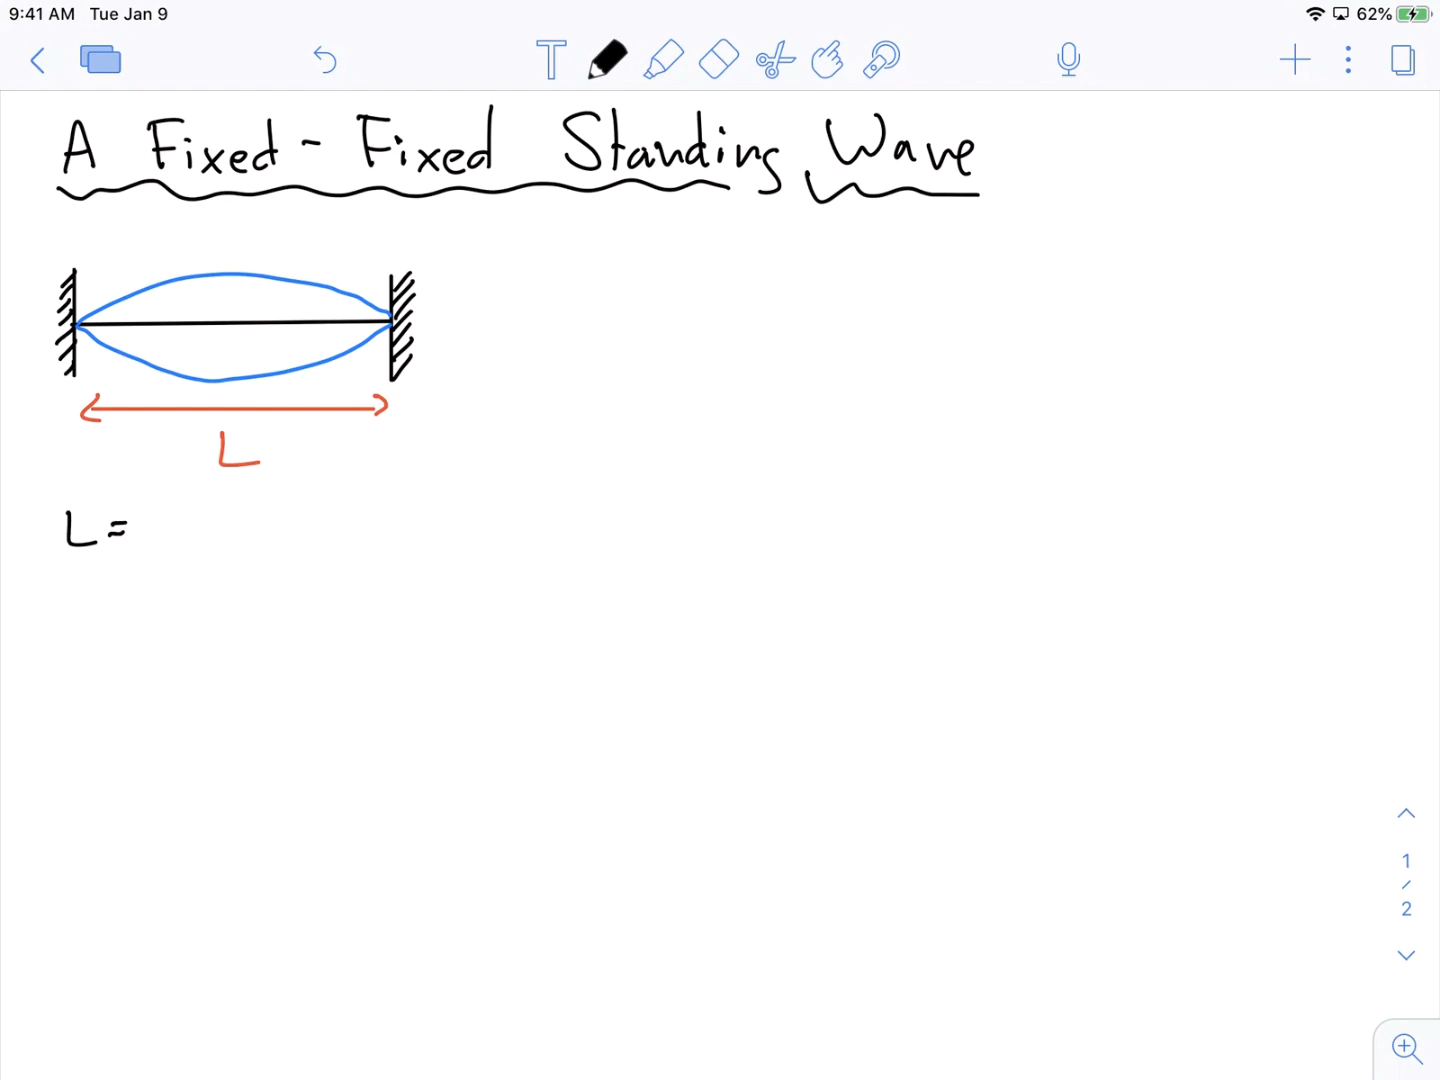 9:41 AM Tue Jan 9 62%
T
A Fixed - Fixed Standing Wave
L
L =
1
/
2